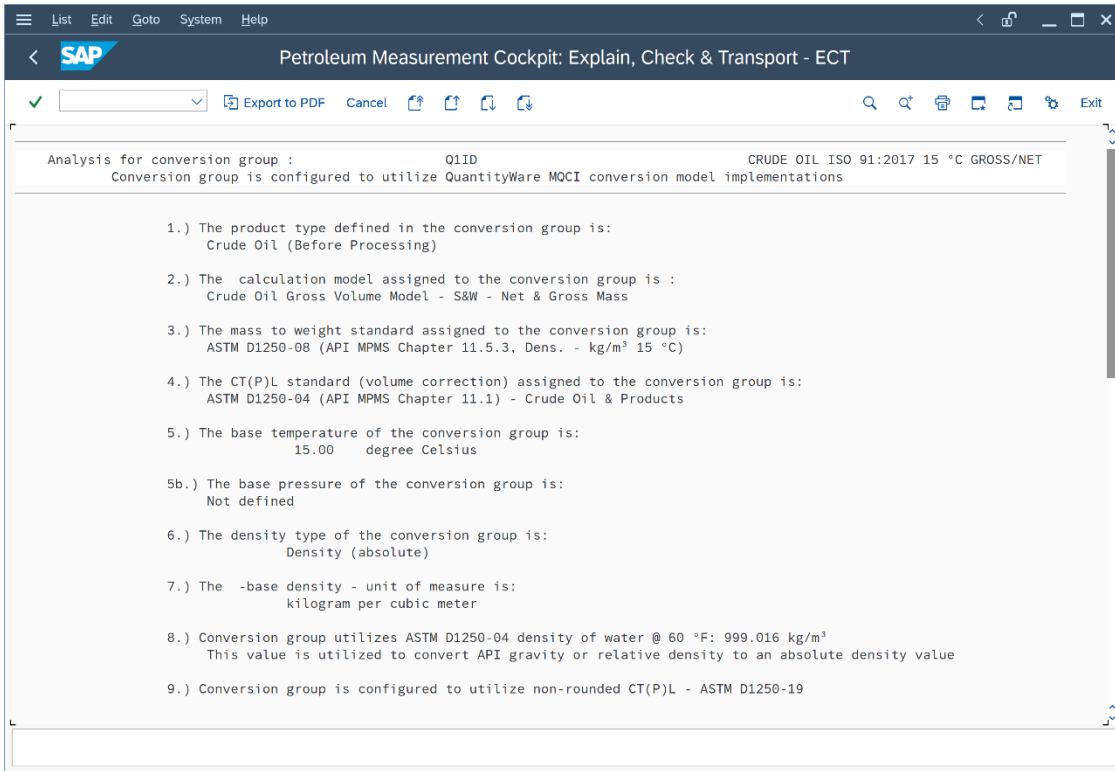 List Edit Goto System Help
SAP
Petroleum Measurement Cockpit: Explain, Check & Transport - ECT
Export to PDF Cancel Exit
Analysis for conversion group : Q1ID CRUDE OIL ISO 91:2017 15 °C GROSS/NET
Conversion group is configured to utilize QuantityWare MQCI conversion model implementations
1.) The product type defined in the conversion group is:
Crude Oil (Before Processing)
2.) The calculation model assigned to the conversion group is :
Crude Oil Gross Volume Model - S&W - Net & Gross Mass
3.) The mass to weight standard assigned to the conversion group is:
ASTM D1250-08 (API MPMS Chapter 11.5.3, Dens. - kg/m³ 15 °C)
4.) The CT(P)L standard (volume correction) assigned to the conversion group is:
ASTM D1250-04 (API MPMS Chapter 11.1) - Crude Oil & Products
5.) The base temperature of the conversion group is:
15.00 degree Celsius
5b.) The base pressure of the conversion group is:
Not defined
6.) The density type of the conversion group is:
Density (absolute)
7.) The -base density - unit of measure is:
kilogram per cubic meter
8.) Conversion group utilizes ASTM D1250-04 density of water @ 60 °F: 999.016 kg/m³
This value is utilized to convert API gravity or relative density to an absolute density value
9.) Conversion group is configured to utilize non-rounded CT(P)L - ASTM D1250-19